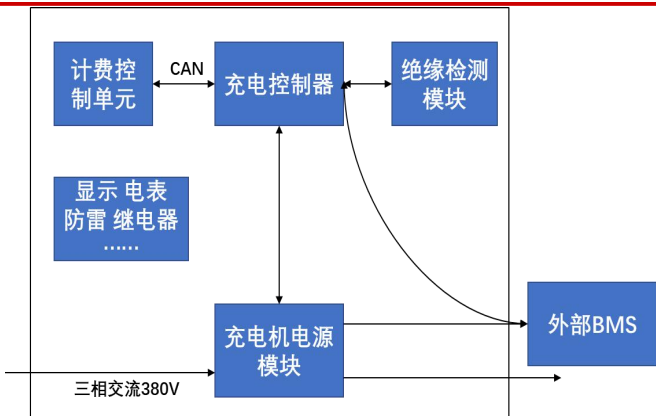 计费控
制单元
CAN
充电控制器
绝缘检测
模块
显示 电表
防雷 继电器
……
充电机电源
模块
外部BMS
三相交流380V